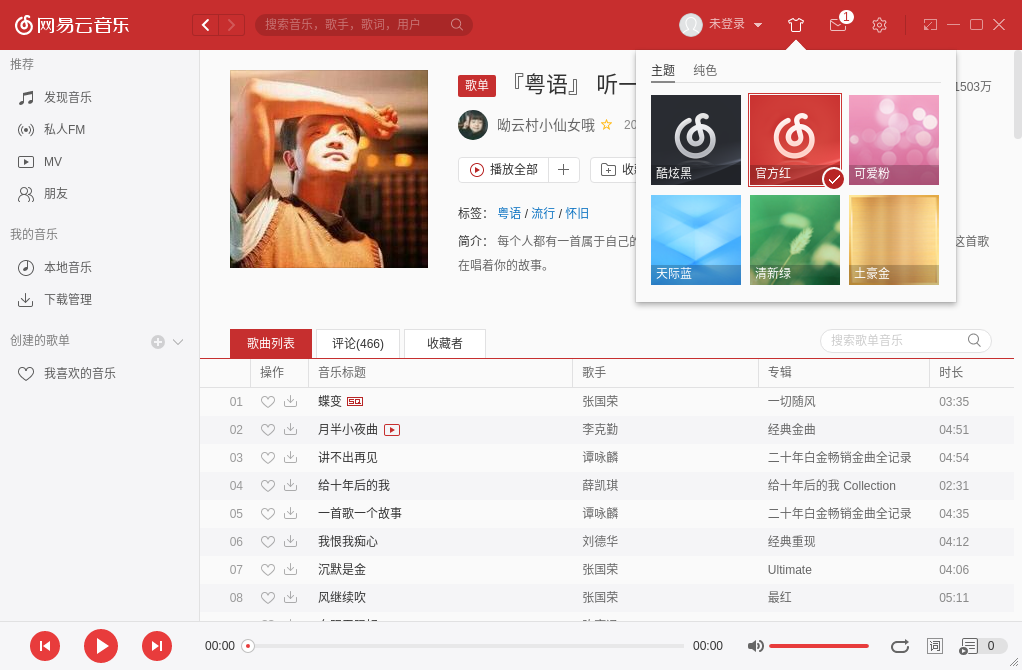 网易云音乐
搜索音乐，歌手，歌词，用户
未登录
1
推荐
发现音乐
私人FM
MV
朋友
我的音乐
本地音乐
下载管理
创建的歌单
我喜欢的音乐
歌单 『粤语』 听一
1503万
呦云村小仙女哦 20
播放全部
标签： 粤语 / 流行 / 怀旧
简介： 每个人都有一首属于自己的 这首歌
在唱着你的故事。
主题 纯色
酷炫黑 官方红 可爱粉
天际蓝 清新绿 土豪金
歌曲列表 评论(466) 收藏者
搜索歌单音乐
操作 音乐标题 歌手 专辑 时长
01 蝶变 SQ 张国荣 一切随风 03:35
02 月半小夜曲 李克勤 经典金曲 04:51
03 讲不出再见 谭咏麟 二十年白金畅销金曲全记录 04:54
04 给十年后的我 薛凯琪 给十年后的我 Collection 02:31
05 一首歌一个故事 谭咏麟 二十年白金畅销金曲全记录 04:35
06 我恨我痴心 刘德华 经典重现 04:12
07 沉默是金 张国荣 Ultimate 04:06
08 风继续吹 张国荣 最红 05:11
00:00 00:00 词 0